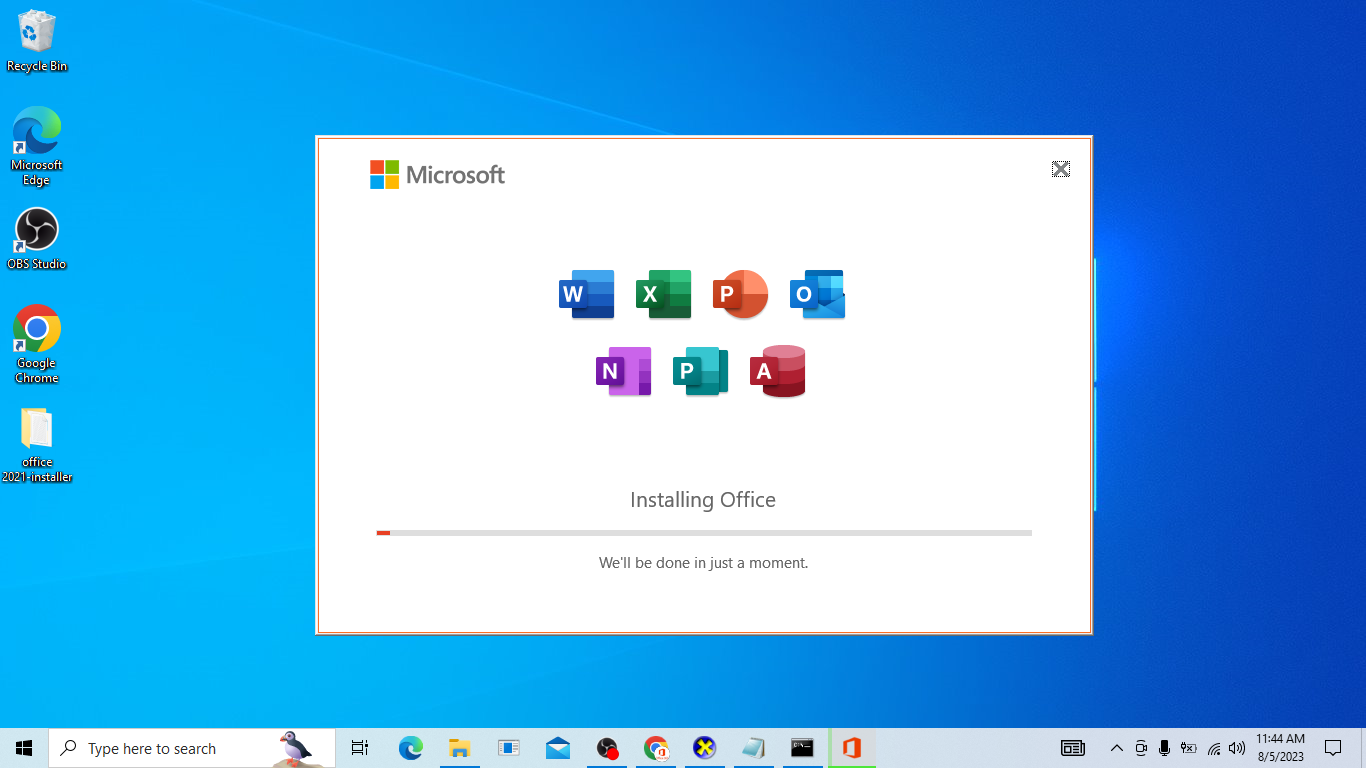 Recycle Bin
Microsoft
Edge
OBS Studio
Google
Chrome
office
2021-installer
Microsoft
W X P O
N P A
Installing Office
We'll be done in just a moment.
Type here to search
11:44 AM
8/5/2023